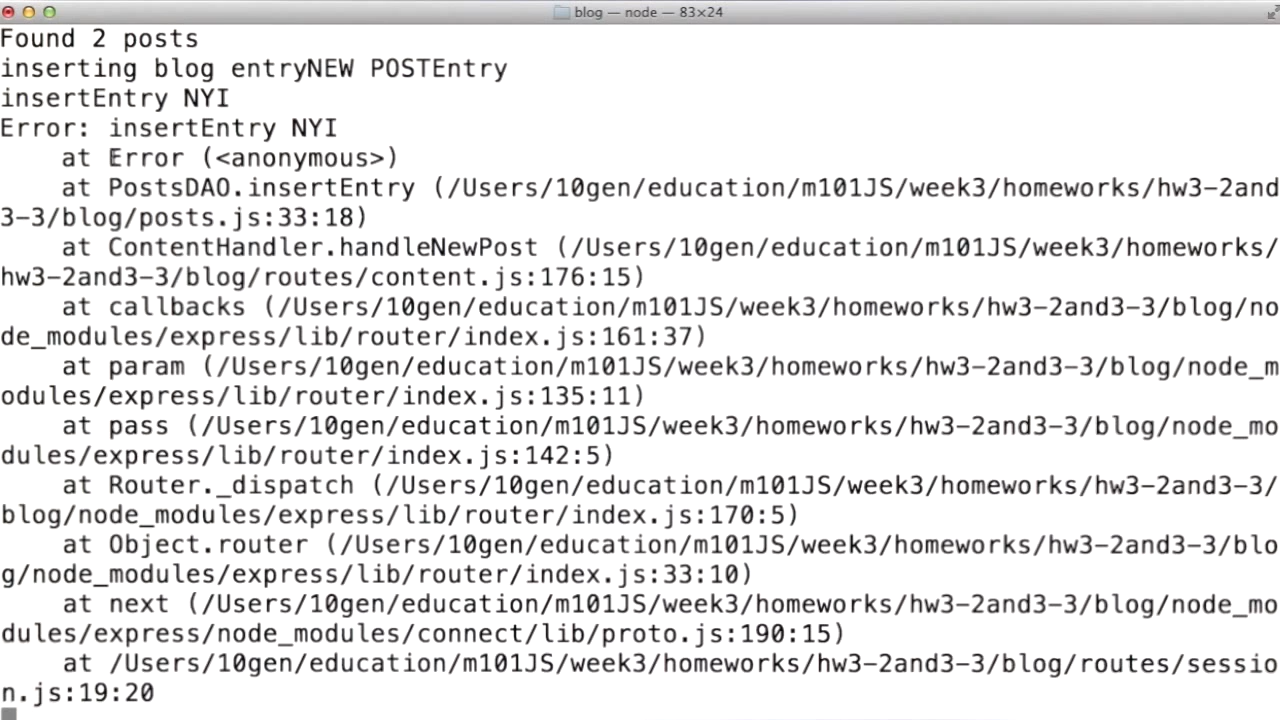 blog — node — 83×24
Found 2 posts
inserting blog entryNEW POSTEntry
insertEntry NYI
Error: insertEntry NYI
    at Error (<anonymous>)
    at PostsDAO.insertEntry (/Users/10gen/education/m101JS/week3/homeworks/hw3-2and
3-3/blog/posts.js:33:18)
    at ContentHandler.handleNewPost (/Users/10gen/education/m101JS/week3/homeworks/
hw3-2and3-3/blog/routes/content.js:176:15)
    at callbacks (/Users/10gen/education/m101JS/week3/homeworks/hw3-2and3-3/blog/no
de_modules/express/lib/router/index.js:161:37)
    at param (/Users/10gen/education/m101JS/week3/homeworks/hw3-2and3-3/blog/node_m
odules/express/lib/router/index.js:135:11)
    at pass (/Users/10gen/education/m101JS/week3/homeworks/hw3-2and3-3/blog/node_mo
dules/express/lib/router/index.js:142:5)
    at Router._dispatch (/Users/10gen/education/m101JS/week3/homeworks/hw3-2and3-3/
blog/node_modules/express/lib/router/index.js:170:5)
    at Object.router (/Users/10gen/education/m101JS/week3/homeworks/hw3-2and3-3/blo
g/node_modules/express/lib/router/index.js:33:10)
    at next (/Users/10gen/education/m101JS/week3/homeworks/hw3-2and3-3/blog/node_mo
dules/express/node_modules/connect/lib/proto.js:190:15)
    at /Users/10gen/education/m101JS/week3/homeworks/hw3-2and3-3/blog/routes/sessio
n.js:19:20